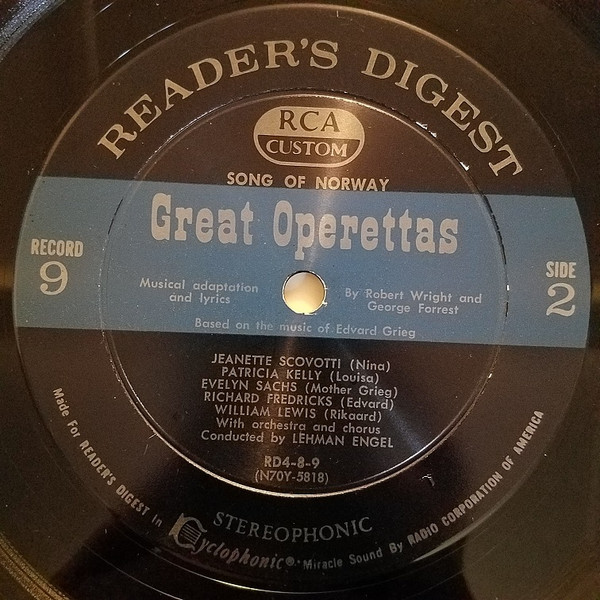 READER'S DIGEST
RCA
CUSTOM
SONG OF NORWAY
Great Operettas
RECORD
9
SIDE
2
Musical adaptation
and lyrics
By Robert Wright and
George Forrest
Based on the music of Edvard Grieg
JEANETTE SCOVOTTI (Nina)
PATRICIA KELLY (Louisa)
EVELYN SACHS (Mother Grieg)
RICHARD FREDRICKS (Edvard)
WILLIAM LEWIS (Rikaard)
With orchestra and chorus
Conducted by LEHMAN ENGEL
RD4-8-9
(N70Y-5818)
STEREOPHONIC
Made For READER'S DIGEST in Cyclophonic®• Miracle Sound By RADIO CORPORATION OF AMERICA